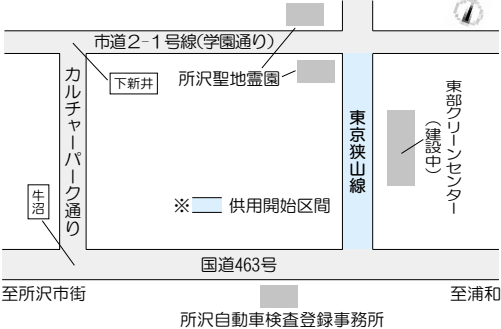 市道2-1号線(学園通り)
下新井
所沢聖地霊園
カルチャーパーク通り
東京狭山線
東部クリーンセンター
(建設中)
牛沼
※ 供用開始区間
国道463号
至所沢市街
至浦和
所沢自動車検査登録事務所